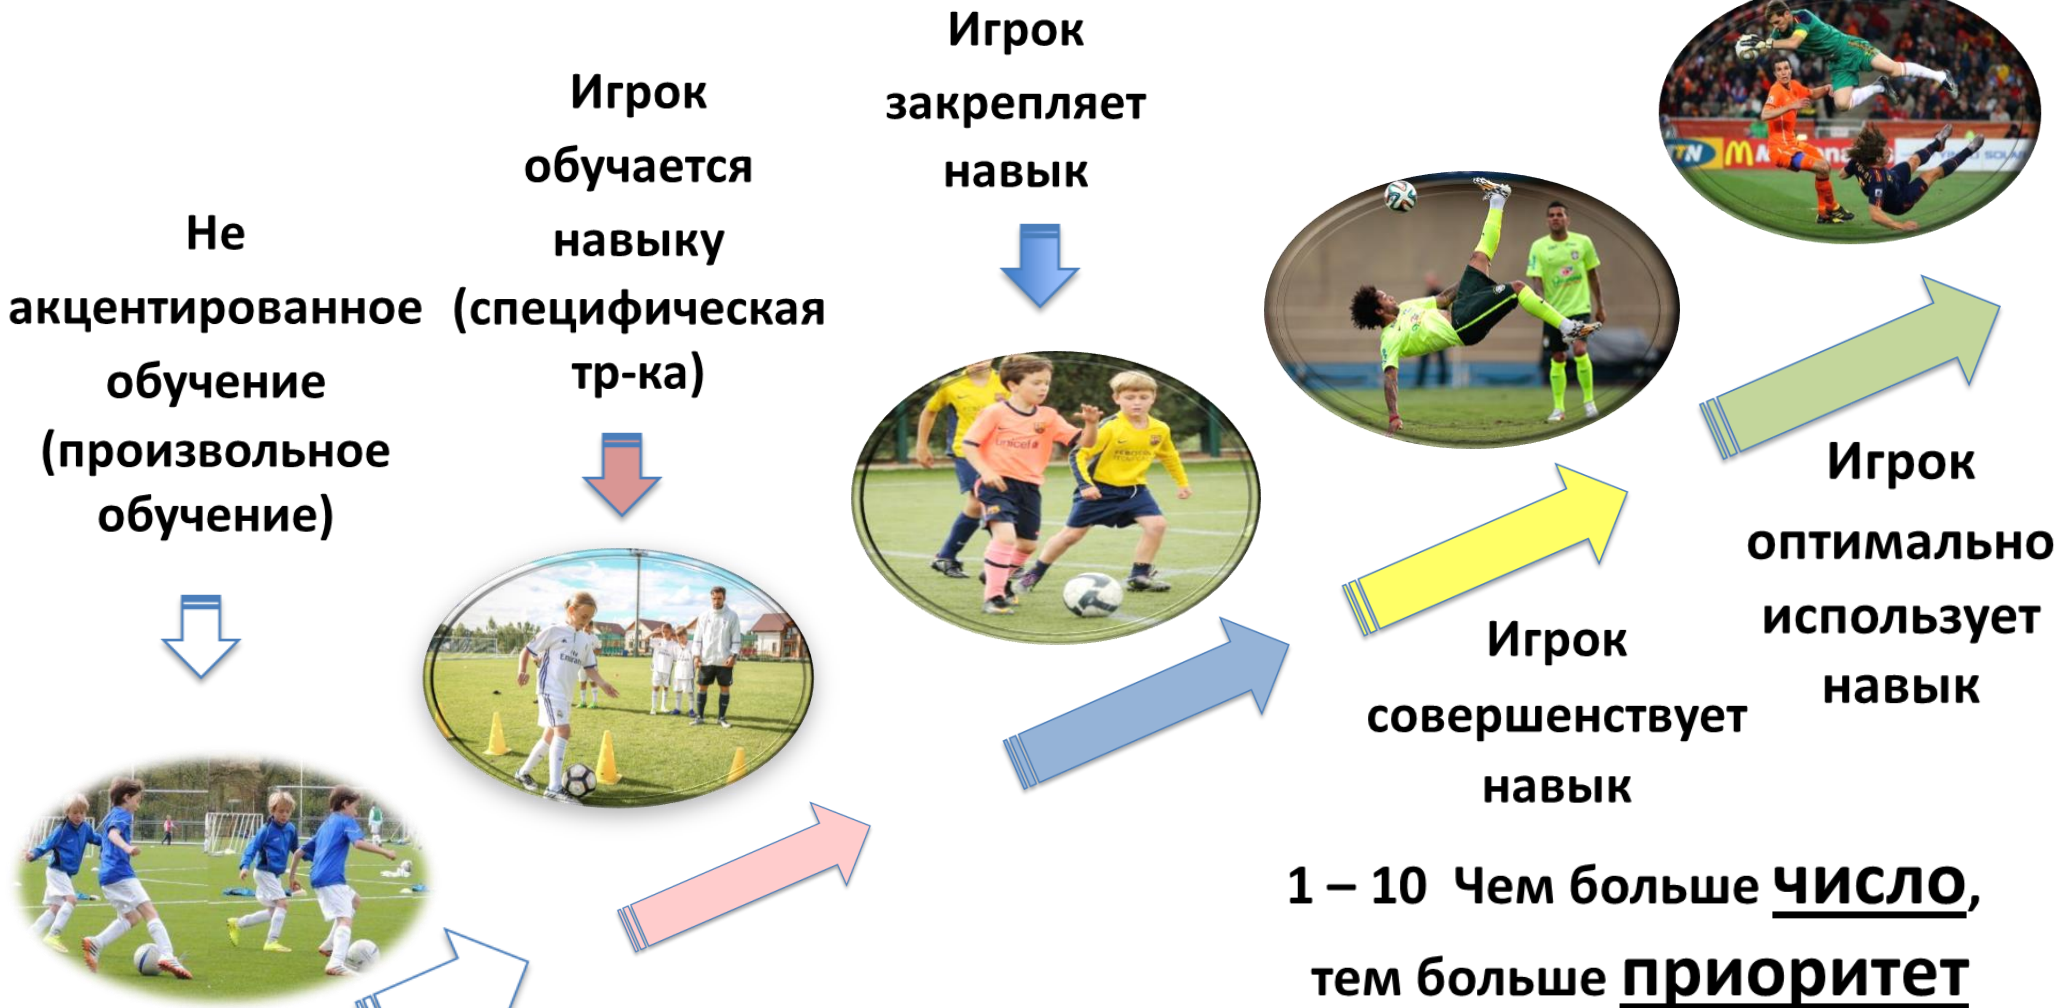 Не
акцентированное
обучение
(произвольное
обучение)
Игрок
обучается
навыку
(специфическая
тр-ка)
Игрок
закрепляет
навык
Игрок
совершенствует
навык
Игрок
оптимально
использует
навык
1 – 10 Чем больше число,
тем больше приоритет
unicef